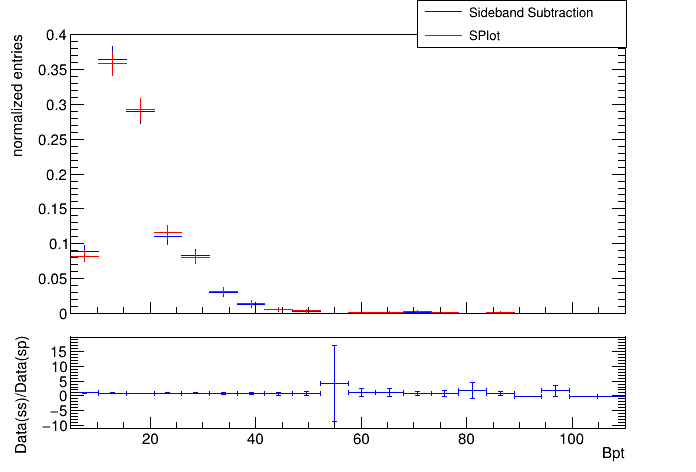 Sideband Subtraction
SPlot
normalized entries
0.4
0.35
0.3
0.25
0.2
0.15
0.1
0.05
0
Data(ss)/Data(sp)
15
10
5
0
−5
−10
20 40 60 80 100
Bpt